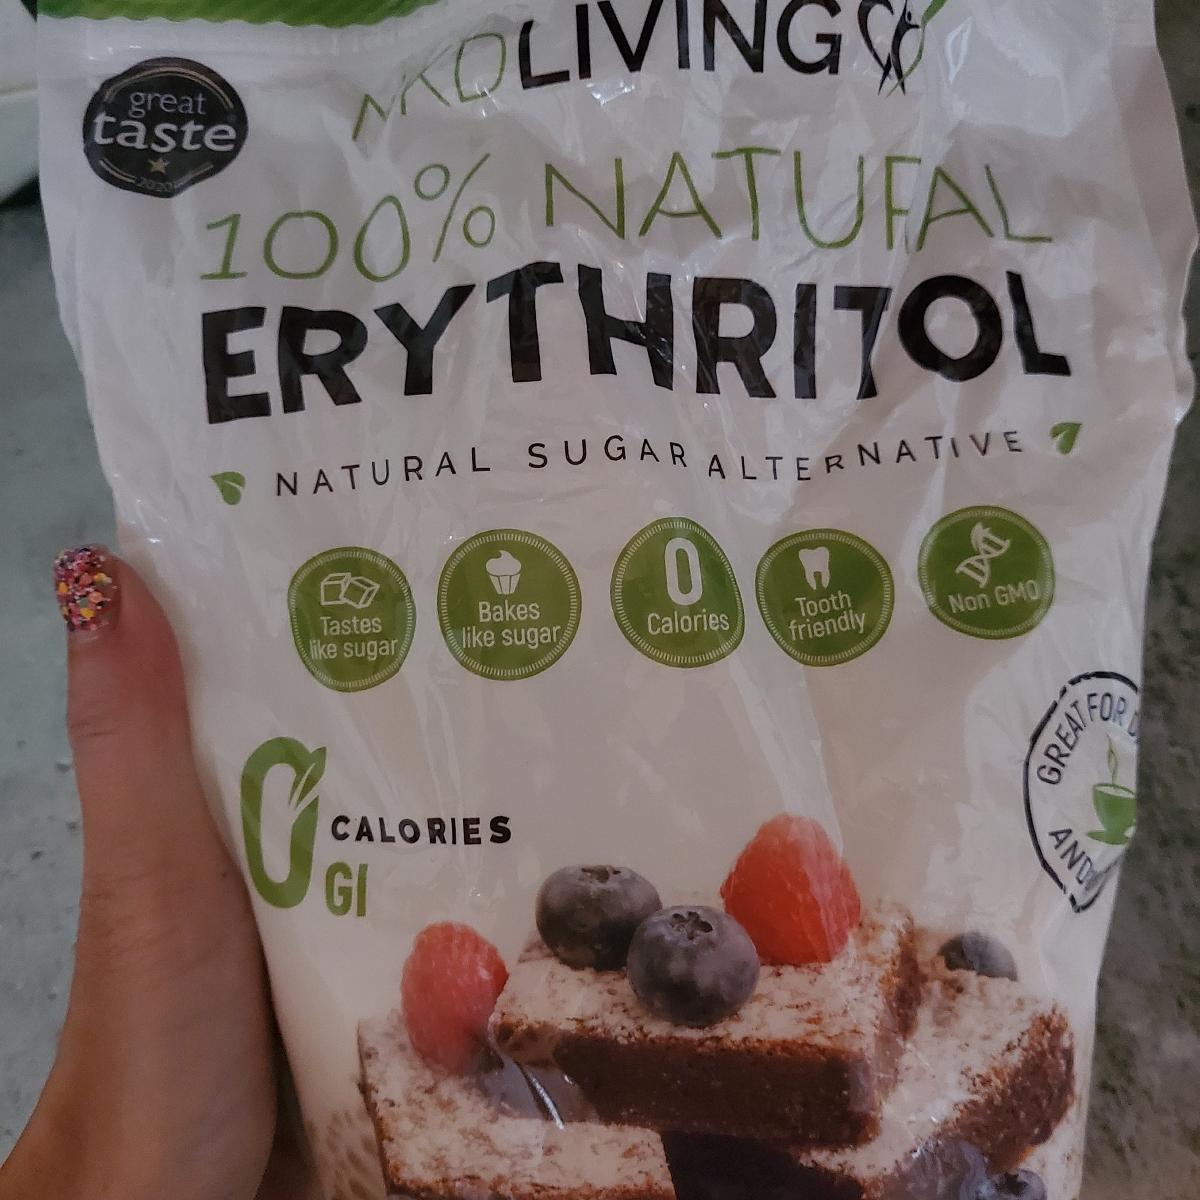 NKDLIVING
great
taste
2020
100% NATURAL
ERYTHRITOL
NATURAL SUGAR ALTERNATIVE
Tastes
like sugar
Bakes
like sugar
0
Calories
Tooth
friendly
Non GMO
GREAT FOR
AND
0 CALORIES
GI